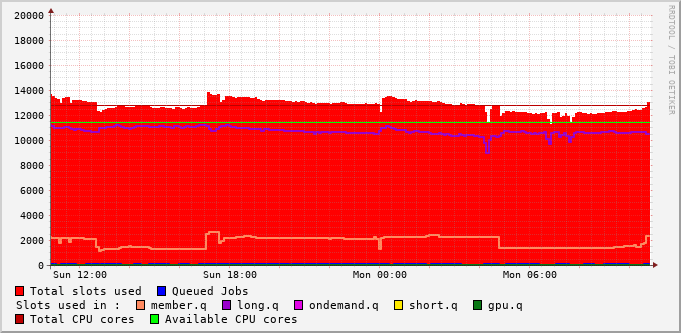 RRDTOOL / TOBI OETIKER
20000
18000
16000
14000
12000
10000
8000
6000
4000
2000
0
Sun 12:00 Sun 18:00 Mon 00:00 Mon 06:00
Total slots used Queued Jobs
Slots used in : member.q long.q ondemand.q short.q gpu.q
Total CPU cores Available CPU cores